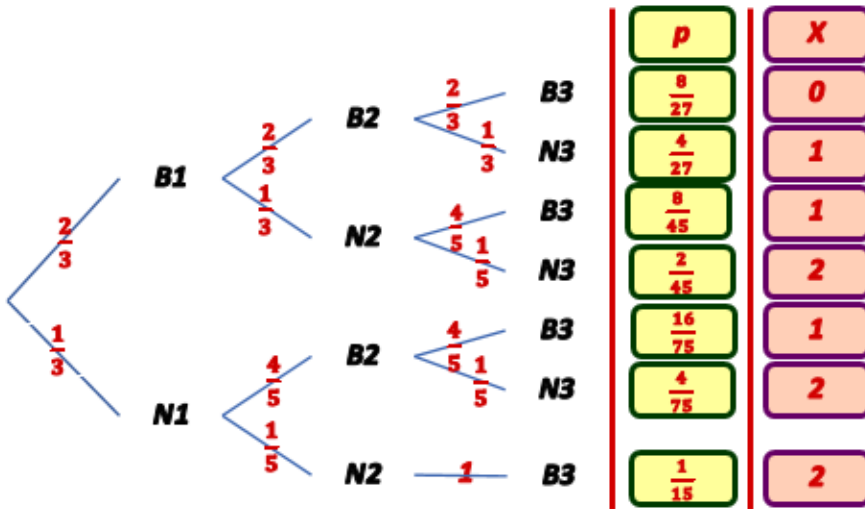 p X
2/3 B3 8/27 0
B2
2/3 1/3 N3 4/27 1
B1
1/3 4/5 B3 8/45 1
2/3 N2
1/5 N3 2/45 2
1/3 4/5 B3 16/75 1
B2
4/5 1/5 N3 4/75 2
N1
1/5
N2 1 B3 1/15 2